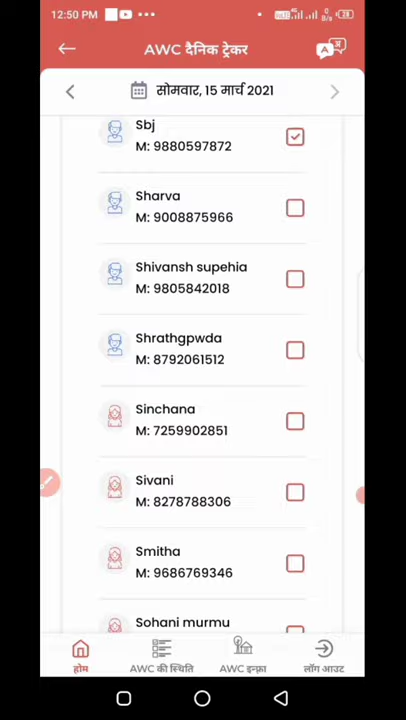 12:50 PM
AWC दैनिक ट्रेकर
सोमवार, 15 मार्च 2021
Sbj
M: 9880597872
Sharva
M: 9008875966
Shivansh supehia
M: 9805842018
Shrathgpwda
M: 8792061512
Sinchana
M: 7259902851
Sivani
M: 8278788306
Smitha
M: 9686769346
Sohani murmu
होम
AWC की स्थिति
AWC इन्फ्रा
लॉग आउट